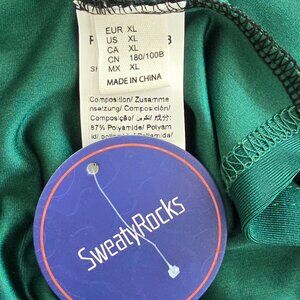 EUR XL
US XL
CA XL
CN 180/100B
MX XL
MADE IN CHINA
Composition/ Zusamme
nsetzung/ Composición/
Composição/
87% Polyamide/ Polyam
SweatyRocks